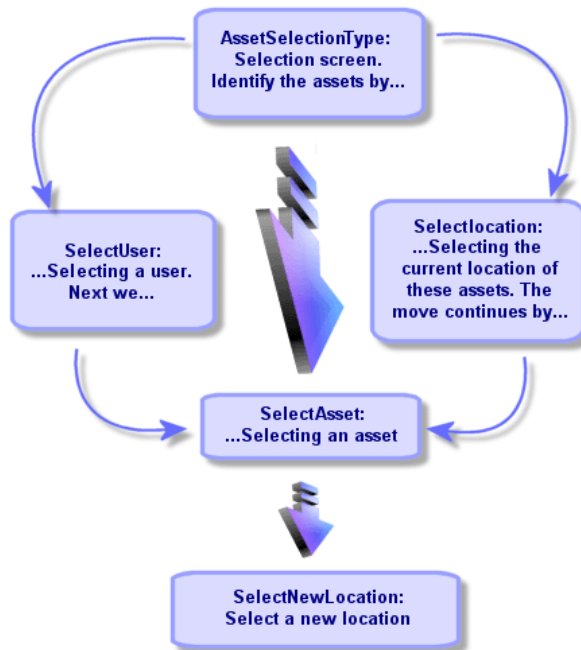 AssetSelectionType:
Selection screen.
Identify the assets by...
SelectUser:
...Selecting a user.
Next we...
Selectlocation:
...Selecting the
current location of
these assets. The
move continues by...
SelectAsset:
...Selecting an asset
SelectNewLocation:
Select a new location